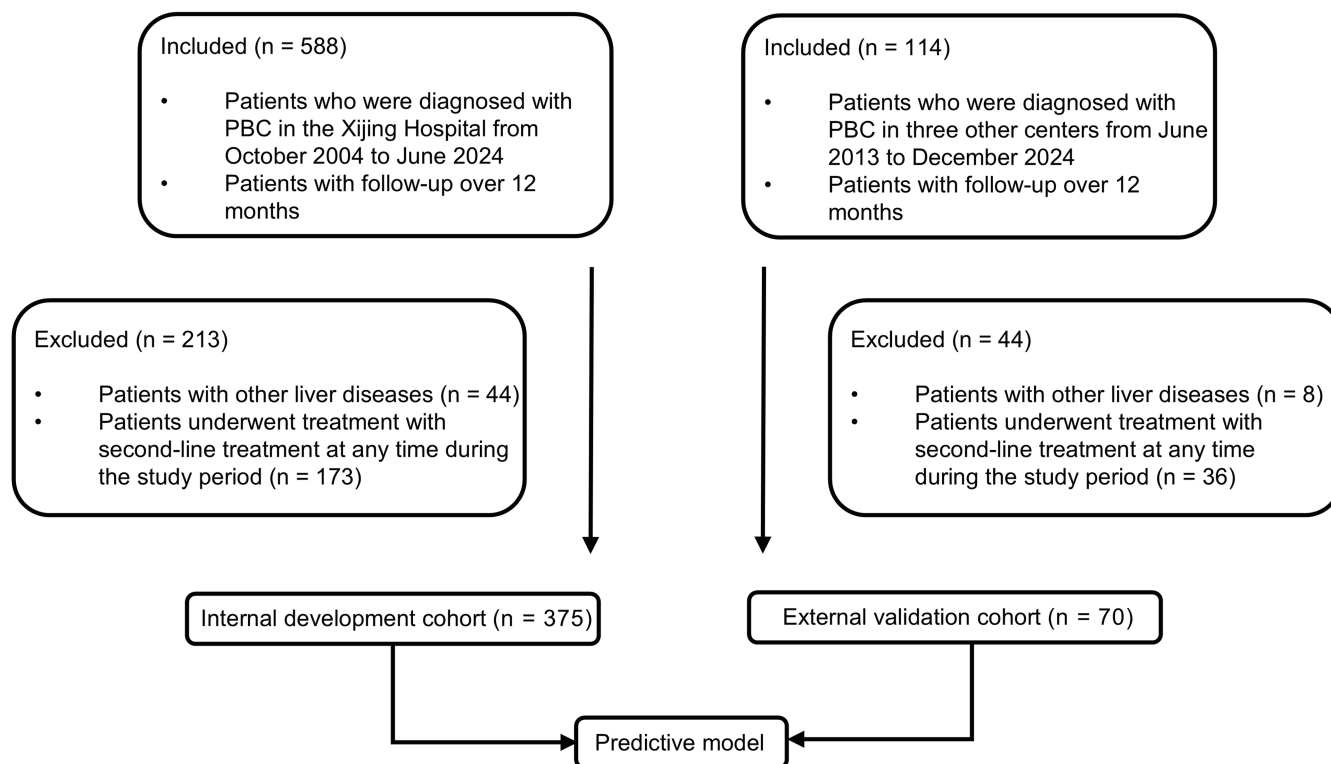 Included (n = 588)
• Patients who were diagnosed with
PBC in the Xijing Hospital from
October 2004 to June 2024
• Patients with follow-up over 12
months
Included (n = 114)
• Patients who were diagnosed with
PBC in three other centers from June
2013 to December 2024
• Patients with follow-up over 12
months
Excluded (n = 213)
• Patients with other liver diseases (n = 44)
• Patients underwent treatment with
second-line treatment at any time during
the study period (n = 173)
Excluded (n = 44)
• Patients with other liver diseases (n = 8)
• Patients underwent treatment with
second-line treatment at any time
during the study period (n = 36)
Internal development cohort (n = 375)
External validation cohort (n = 70)
Predictive model